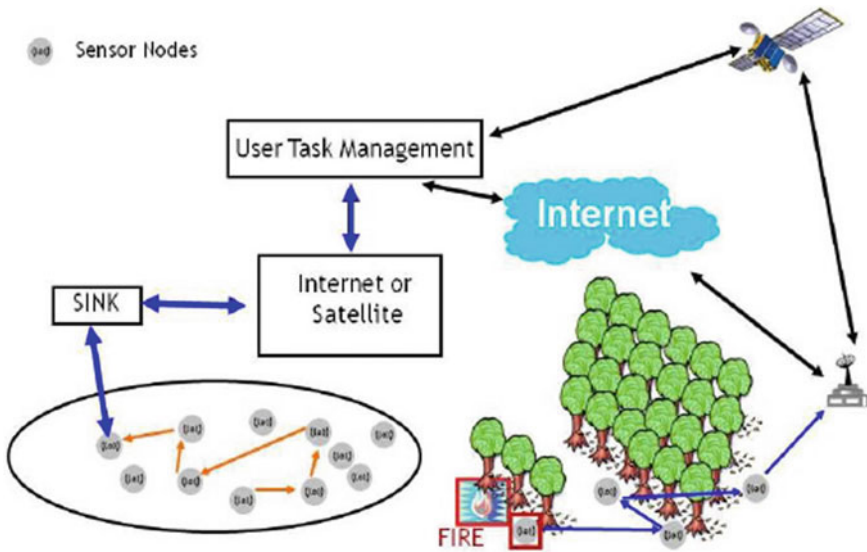 Sensor Nodes
User Task Management
Internet
Internet or
Satellite
SINK
FIRE